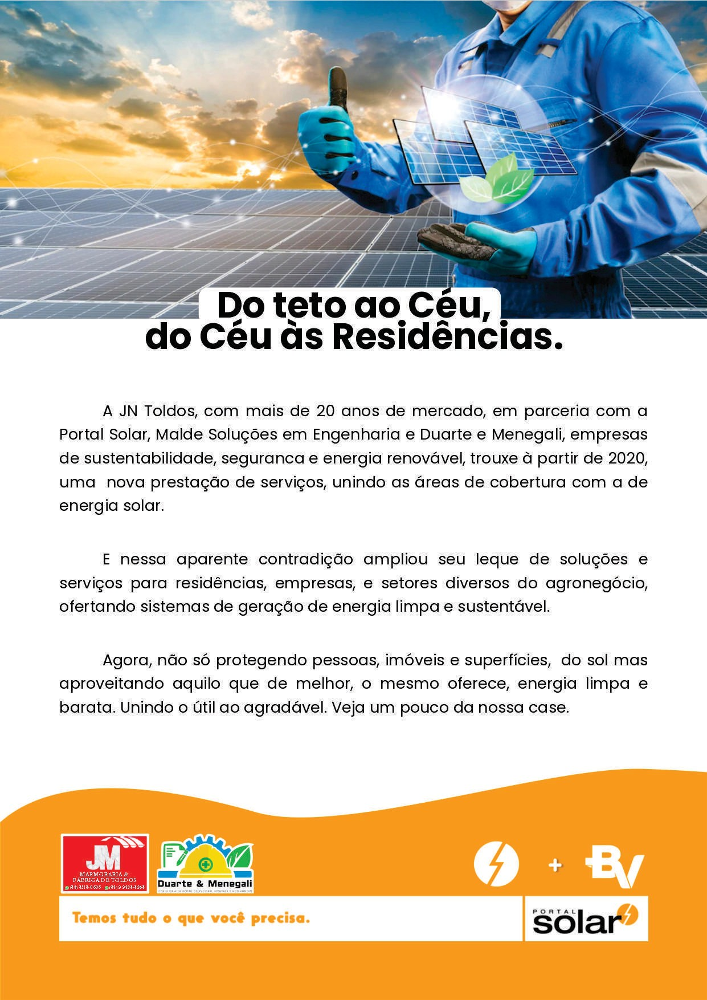 Do teto ao Céu,
do Céu às Residências.
A JN Toldos, com mais de 20 anos de mercado, em parceria com a
Portal Solar, Malde Soluções em Engenharia e Duarte e Menegali, empresas
de sustentabilidade, seguranca e energia renovável, trouxe à partir de 2020,
uma nova prestação de serviços, unindo as áreas de cobertura com a de
energia solar.
E nessa aparente contradição ampliou seu leque de soluções e
serviços para residências, empresas, e setores diversos do agronegócio,
ofertando sistemas de geração de energia limpa e sustentável.
Agora, não só protegendo pessoas, imóveis e superfícies, do sol mas
aproveitando aquilo que de melhor, o mesmo oferece, energia limpa e
barata. Unindo o útil ao agradável. Veja um pouco da nossa case.
JM
MARMORARIA &
FÁBRICA DE TOLDOS
Duarte & Menegali
CONSULTORIA EM GESTÃO OCUPACIONAL INTEGRADA E MEIO AMBIENTE
+
BV
Temos tudo o que você precisa.
PORTAL
solar